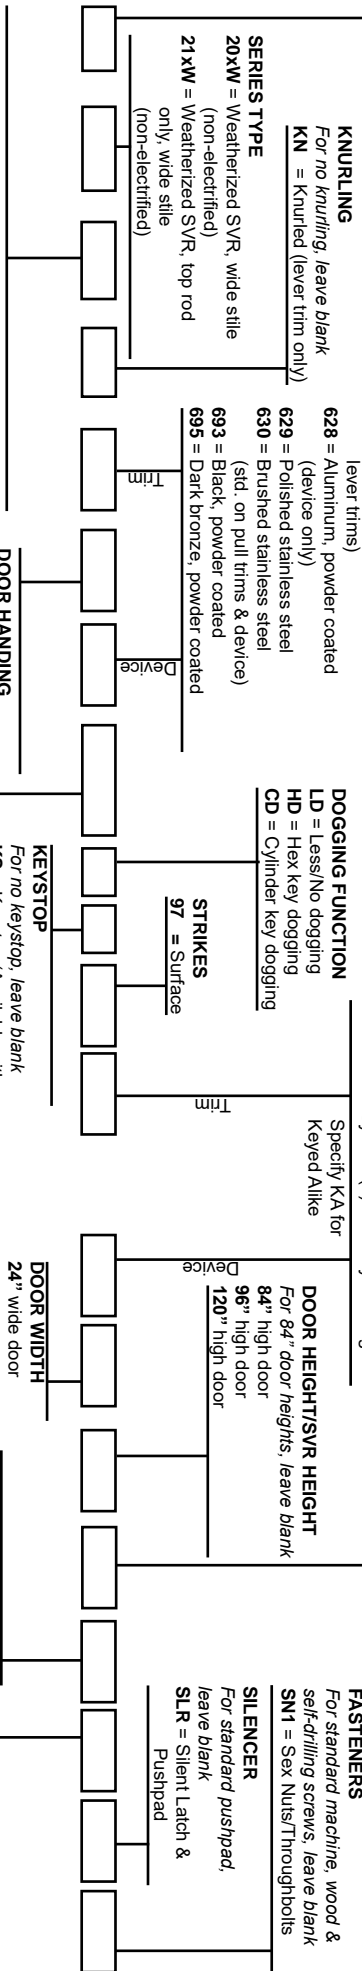 KNURLING
For no knurling, leave blank
KN = Knurled (lever trim only)
SERIES TYPE
20xW = Weatherized SVR, wide stile
(non-electrified)
21xW = Weatherized SVR, top rod
only, wide stile
(non-electrified)
lever trims)
628 = Aluminum, powder coated
(device only)
629 = Polished stainless steel
630 = Brushed stainless steel
(std. on pull trims & device)
693 = Black, powder coated
695 = Dark bronze, powder coated
Trim
Device
DOOR HANDING
DOGGING FUNCTION
LD = Less/No dogging
HD = Hex key dogging
CD = Cylinder key dogging
STRIKES
97 = Surface
KEYSTOP
For no keystop, leave blank
Specify KA for
Keyed Alike
Trim
Device
DOOR HEIGHT/SVR HEIGHT
For 84" door heights, leave blank
84" high door
96" high door
120" high door
DOOR WIDTH
24" wide door
FASTENERS
For standard machine, wood &
self-drilling screws, leave blank
SN1 = Sex Nuts/Throughbolts
SILENCER
For standard pushpad,
leave blank
SLR = Silent Latch &
Pushpad